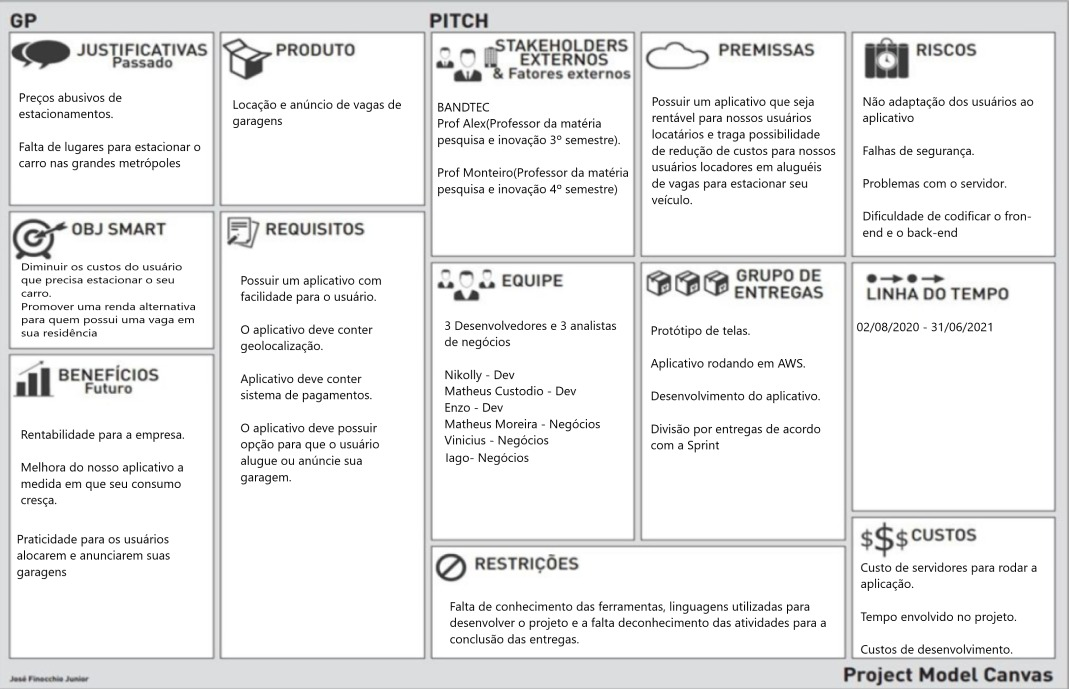 GP
PITCH
JUSTIFICATIVAS
Passado
Preços abusivos de
estacionamentos.
Falta de lugares para estacionar o
carro nas grandes metrópoles
PRODUTO
Locação e anúncio de vagas de
garagens
STAKEHOLDERS
EXTERNOS
& Fatores externos
BANDTEC
Prof Alex(Professor da matéria
pesquisa e inovação 3º semestre).
Prof Monteiro(Professor da matéria
pesquisa e inovação 4º semestre)
PREMISSAS
Possuir um aplicativo que seja
rentável para nossos usuários
locatários e traga possibilidade
de redução de custos para nossos
usuários locadores em aluguéis
de vagas para estacionar seu
veículo.
RISCOS
Não adaptação dos usuários ao
aplicativo
Falhas de segurança.
Problemas com o servidor.
Dificuldade de codificar o fron-
end e o back-end
OBJ SMART
Diminuir os custos do usuário
que precisa estacionar o seu
carro.
Promover uma renda alternativa
para quem possui uma vaga em
sua residência
REQUISITOS
Possuir um aplicativo com
facilidade para o usuário.
O aplicativo deve conter
geolocalização.
Aplicativo deve conter
sistema de pagamentos.
O aplicativo deve possuir
opção para que o usuário
alugue ou anúncie sua
garagem.
EQUIPE
3 Desenvolvedores e 3 analistas
de negócios
Nikolly - Dev
Matheus Custodio - Dev
Enzo - Dev
Matheus Moreira - Negócios
Vinicius - Negócios
Iago- Negócios
GRUPO DE
ENTREGAS
Protótipo de telas.
Aplicativo rodando em AWS.
Desenvolvimento do aplicativo.
Divisão por entregas de acordo
com a Sprint
LINHA DO TEMPO
02/08/2020 - 31/06/2021
BENEFÍCIOS
Futuro
Rentabilidade para a empresa.
Melhora do nosso aplicativo a
medida em que seu consumo
cresça.
Praticidade para os usuários
alocarem e anunciarem suas
garagens
RESTRIÇÕES
Falta de conhecimento das ferramentas, linguagens utilizadas para
desenvolver o projeto e a falta deconhecimento das atividades para a
conclusão das entregas.
$$$ CUSTOS
Custo de servidores para rodar a
aplicação.
Tempo envolvido no projeto.
Custos de desenvolvimento.
José Finocchio Junior
Project Model Canvas